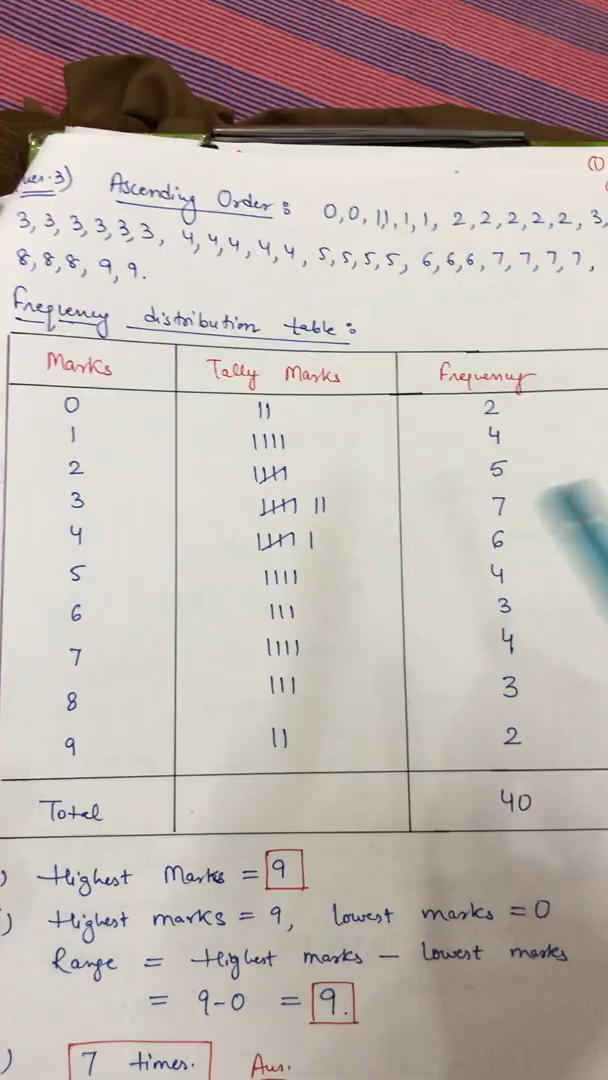 (1)
ues.3) Ascending Order : 0,0, 1,1,1,1, 2,2,2,2,2, 3,
3,3,3,3,3,3, 4,4,4,4,4, 5,5,5,5, 6,6,6, 7,7,7,7,
8,8,8, 9,9.
Frequency distribution table :
Marks Tally Marks Frequency
0 || 2
1 |||| 4
2 𝍸 5
3 𝍸 || 7
4 𝍸 | 6
5 |||| 4
6 ||| 3
7 |||| 4
8 ||| 3
9 || 2
Total 40
) Highest Marks = 9
) Highest marks = 9, lowest marks = 0
Range = Highest marks - lowest marks
= 9-0 = 9.
) 7 times. Ans.